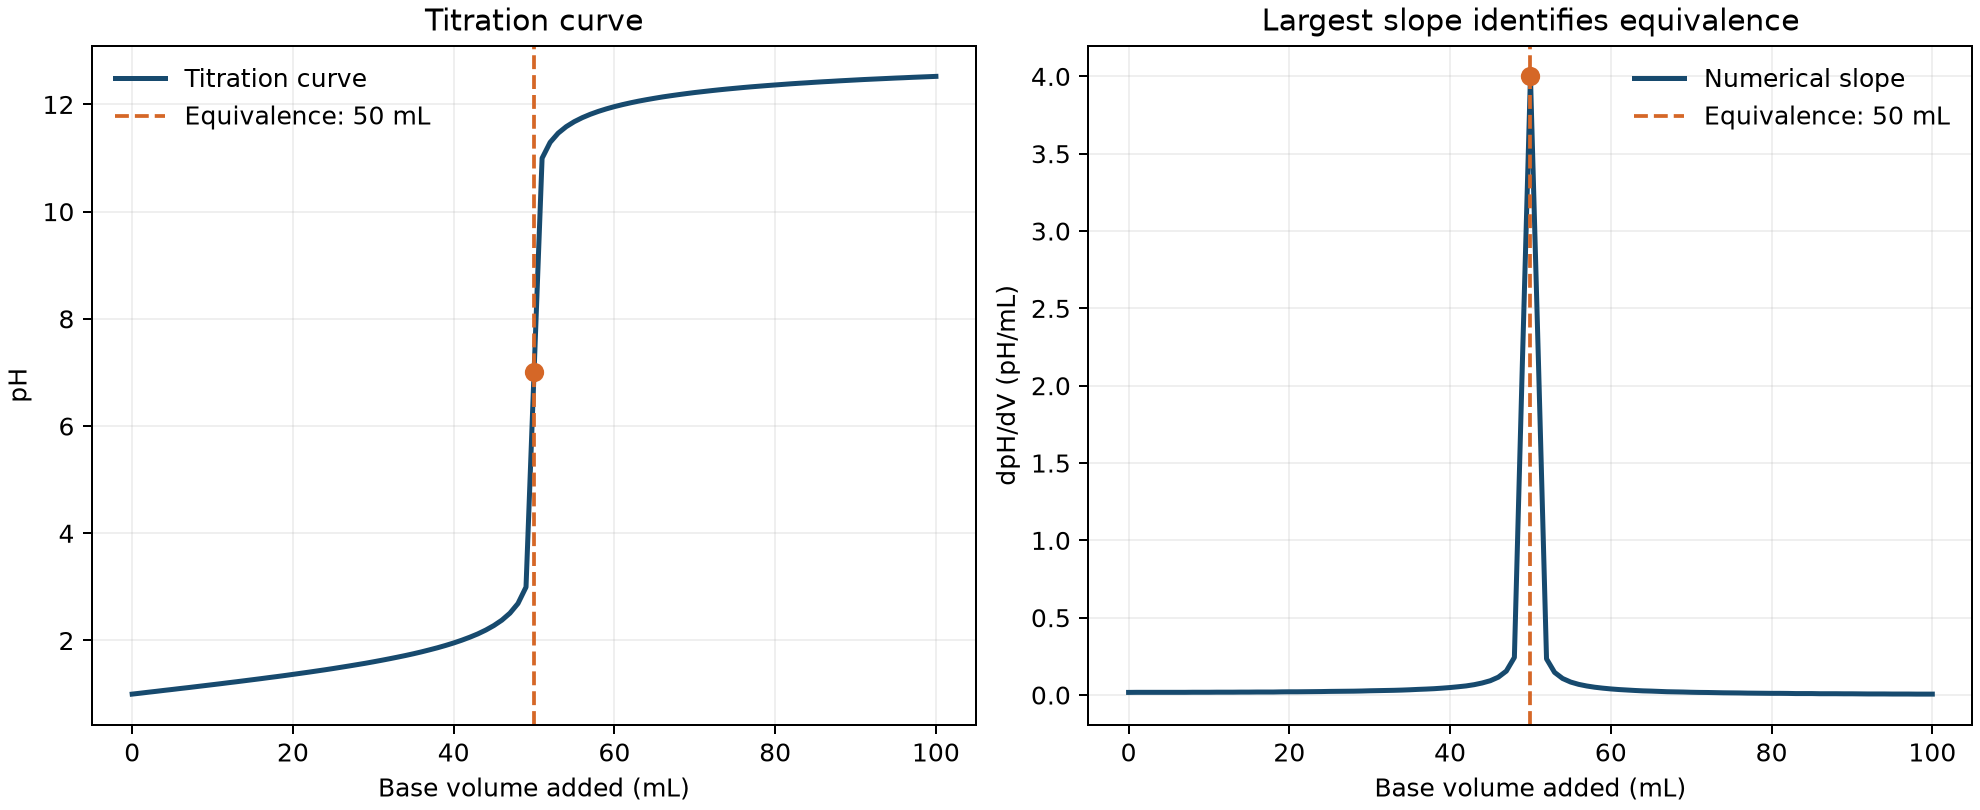 Titration curve
Titration curve
Equivalence: 50 mL
12
10
8
6
4
2
pH
0
20
40
60
80
100
Base volume added (mL)
Largest slope identifies equivalence
Numerical slope
Equivalence: 50 mL
4.0
3.5
3.0
2.5
2.0
1.5
1.0
0.5
0.0
dpH/dV (pH/mL)
0
20
40
60
80
100
Base volume added (mL)